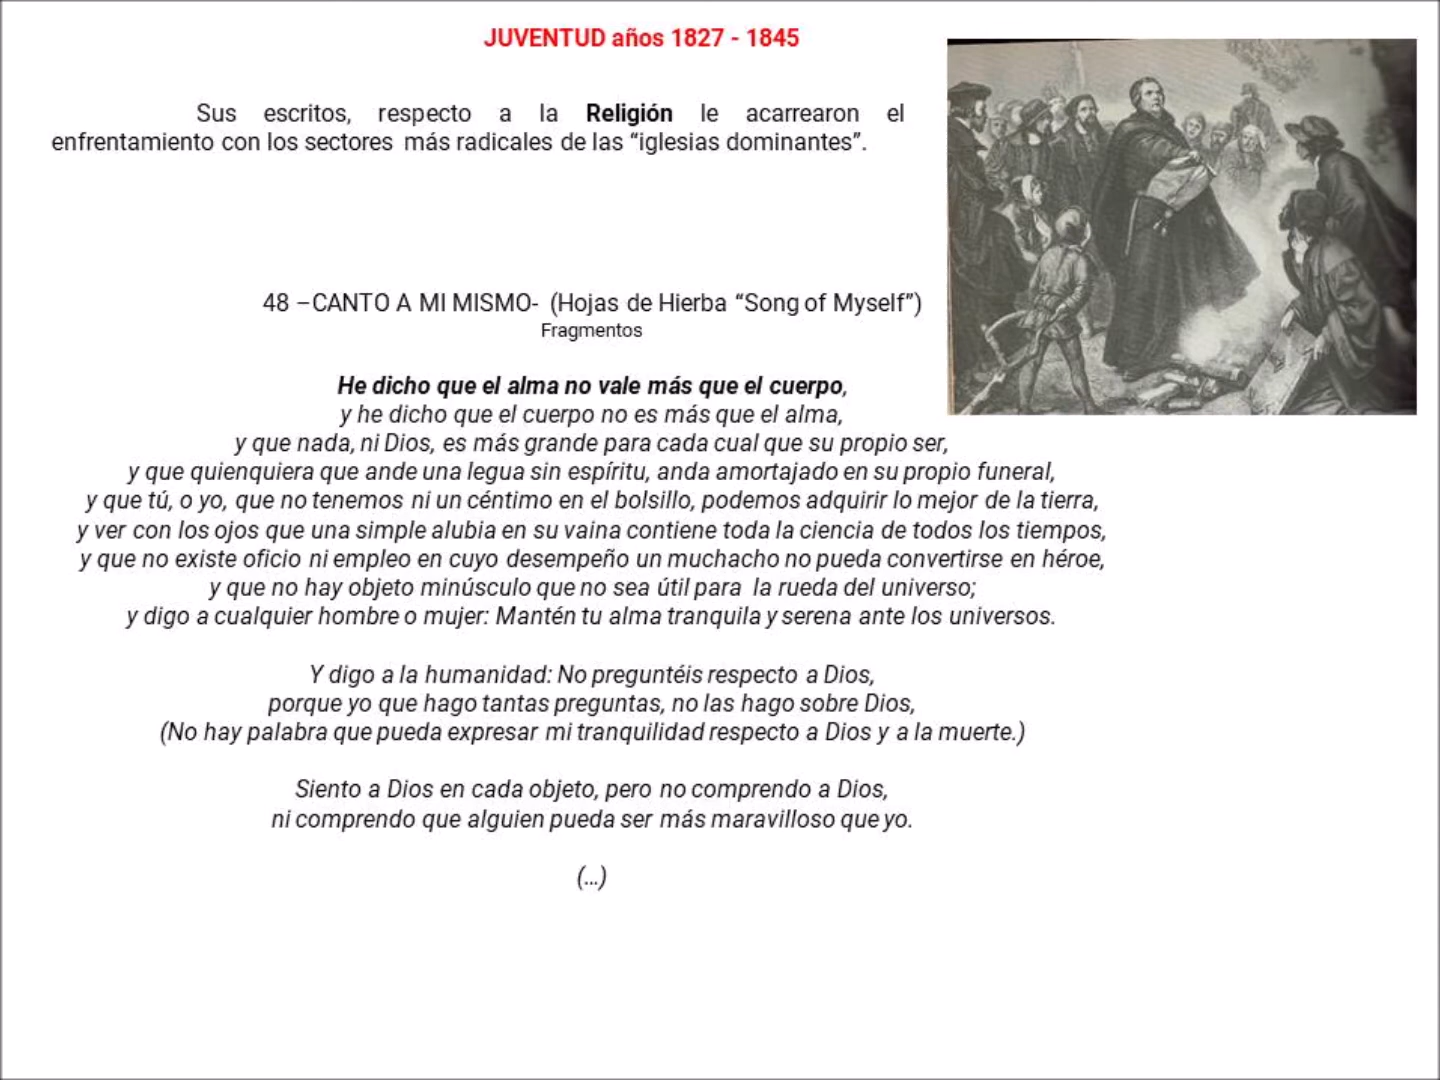 JUVENTUD años 1827 - 1845
Sus escritos, respecto a la Religión le acarrearon el
enfrentamiento con los sectores más radicales de las “iglesias dominantes”.
48 –CANTO A MI MISMO- (Hojas de Hierba “Song of Myself”)
Fragmentos
He dicho que el alma no vale más que el cuerpo,
y he dicho que el cuerpo no es más que el alma,
y que nada, ni Dios, es más grande para cada cual que su propio ser,
y que quienquiera que ande una legua sin espíritu, anda amortajado en su propio funeral,
y que tú, o yo, que no tenemos ni un céntimo en el bolsillo, podemos adquirir lo mejor de la tierra,
y ver con los ojos que una simple alubia en su vaina contiene toda la ciencia de todos los tiempos,
y que no existe oficio ni empleo en cuyo desempeño un muchacho no pueda convertirse en héroe,
y que no hay objeto minúsculo que no sea útil para la rueda del universo;
y digo a cualquier hombre o mujer: Mantén tu alma tranquila y serena ante los universos.
Y digo a la humanidad: No preguntéis respecto a Dios,
porque yo que hago tantas preguntas, no las hago sobre Dios,
(No hay palabra que pueda expresar mi tranquilidad respecto a Dios y a la muerte.)
Siento a Dios en cada objeto, pero no comprendo a Dios,
ni comprendo que alguien pueda ser más maravilloso que yo.
(...)